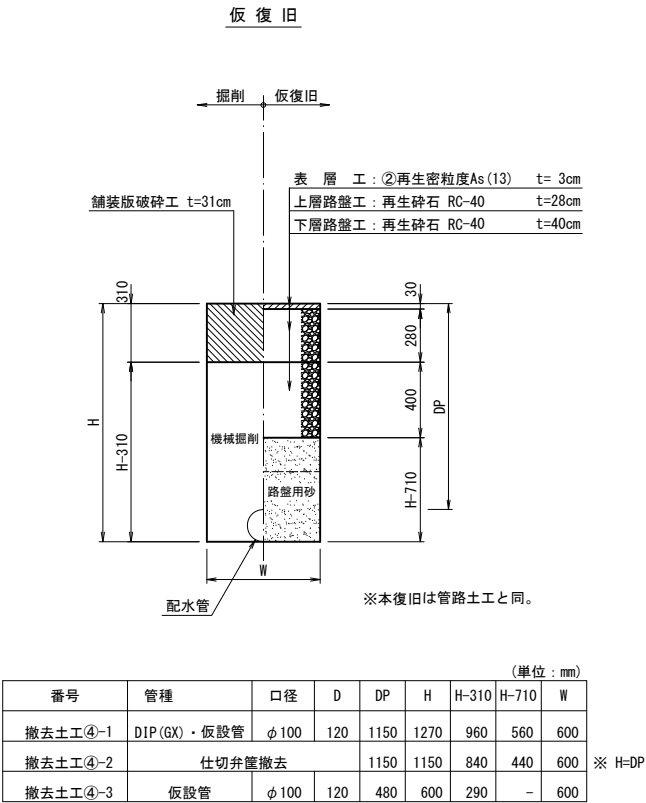 仮 復 旧
掘削 仮復旧
表 層 工：②再生密粒度As(13) t= 3cm
舗装版破砕工 t=31cm
上層路盤工：再生砕石 RC-40 t=28cm
下層路盤工：再生砕石 RC-40 t=40cm
310
30
280
400
DP
H
H-310
機械掘削
路盤用砂
H-710
W
配水管
※本復旧は管路土工と同。
(単位：mm)
番号 管種 口径 D DP H H-310 H-710 W
撤去土工④-1 DIP(GX)・仮設管 φ100 120 1150 1270 960 560 600
撤去土工④-2 仕切弁筐撤去 1150 1150 840 440 600 ※ H=DP
撤去土工④-3 仮設管 φ100 120 480 600 290 - 600